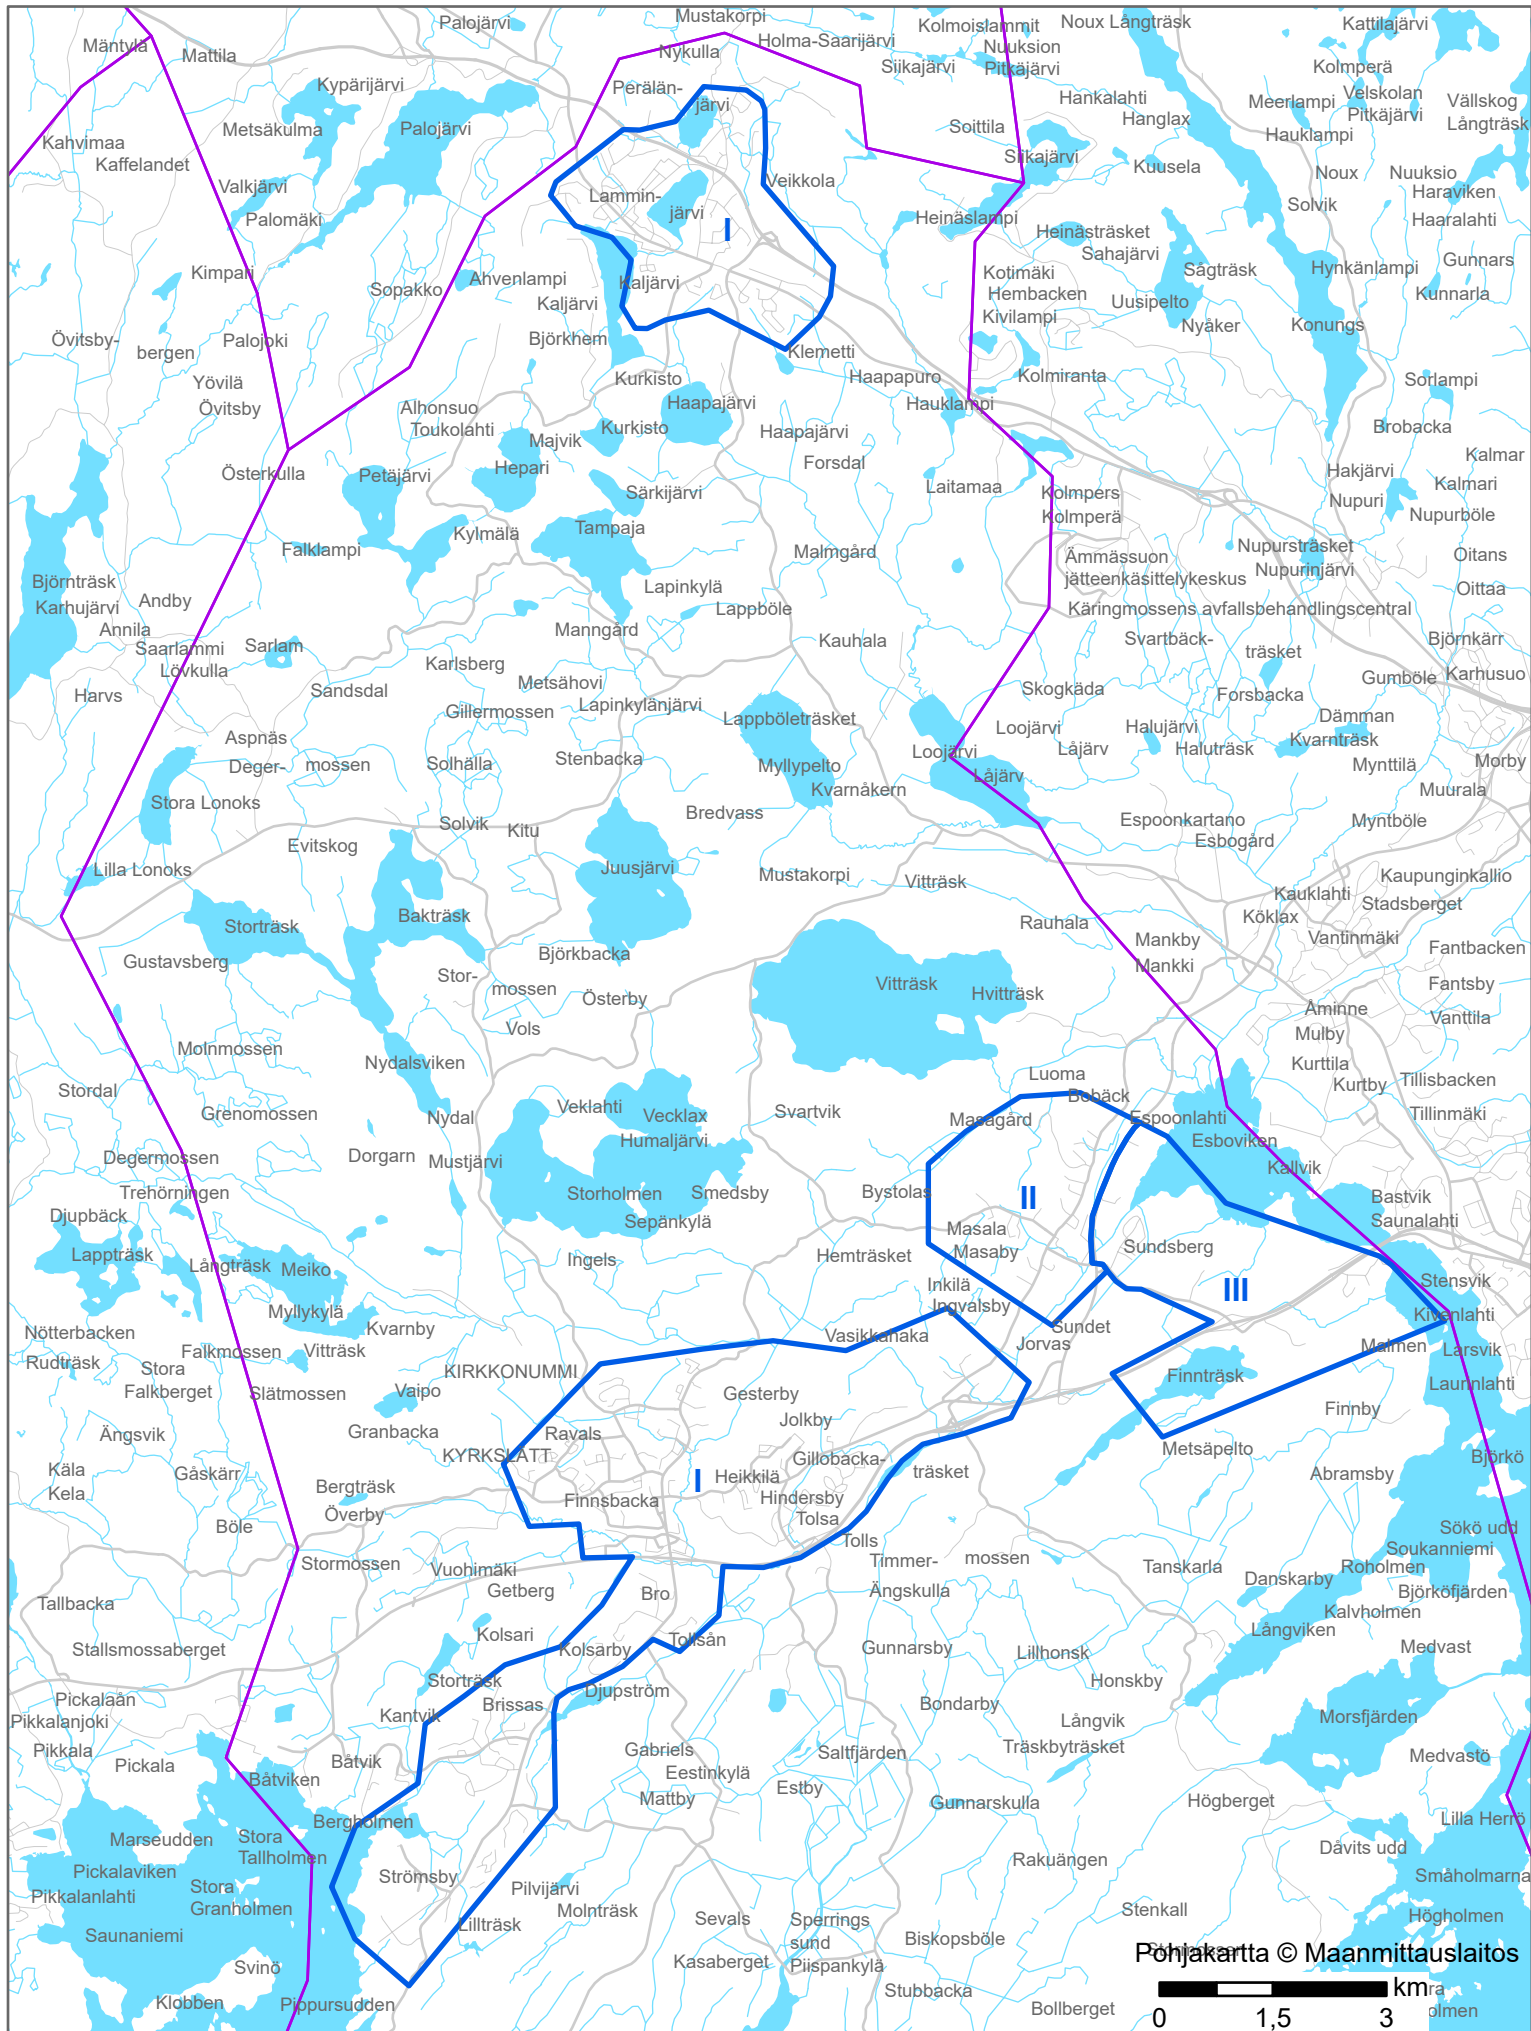 Mustakorpi
Palojärvi
Kolmoislammit
Noux Långträsk
Kattilajärvi
Mäntylä
Mattila
Holma-Saarijärvi
Nykulla
Nuuksion
Pitkäjärvi
Siikajärvi
Kolmperä
Kypärijärvi
Perälän-
järvi
Hankalahti
Meerlampi
Velskolan
Pitkäjärvi
Vällskog
Långträsk
Metsäkulma
Palojärvi
Soittila
Hanglax
Hauklampi
Kahvimaa
Kaffelandet
Siikajärvi
Kuusela
Noux
Nuuksio
Valkjärvi
Veikkola
Haraviken
Lammin-
järvi
Solvik
Palomäki
I
Heinäslampi
Haaralahti
Heinästräsket
Sahajärvi
Gunnars
Kimpari
Ahvenlampi
Kaljärvi
Kotimäki
Sågträsk
Hynkänlampi
Sopakko
Kaljärvi
Hembacken
Uusipelto
Kunnarla
Kivilampi
Nyåker
Konungs
Övitsby-
bergen
Palojoki
Björkhem
Klemetti
Yövilä
Kurkisto
Haapapuro
Kolmiranta
Sorlampi
Övitsby
Alhonsuo
Haapajärvi
Hauklampi
Toukolahti
Majvik
Kurkisto
Haapajärvi
Brobacka
Kalmar
Österkulla
Petäjärvi
Hepari
Forsdal
Hakjärvi
Kalmari
Särkijärvi
Laitamaa
Kolmpers
Nupuri
Nupurböle
Kolmperä
Falklampi
Kylmälä
Tampaja
Malmgård
Nupursträsket
Oitans
Ämmässuon
jätteenkäsittelykeskus
Nupurinjärvi
Björnträsk
Karhujärvi
Andby
Lapinkylä
Lappböle
Käringmossens avfallsbehandlingscentral
Oittaa
Annila
Saarlammi
Sarlam
Manngård
Kauhala
Svartbäck-
träsket
Björnkärr
Lövkulla
Karlsberg
Metsähovi
Gumböle
Karhusuo
Harvs
Sandsdal
Gillermossen
Lapinkylänjärvi
Lappböleträsket
Skogkäda
Forsbacka
Aspnäs
Loojärvi
Halujärvi
Dämman
Deger-
mossen
Solhälla
Stenbacka
Loojärvi
Låjärv
Haluträsk
Kvarnträsk
Myllypelto
Låjärv
Mynttilä
Morby
Stora Lonoks
Kvarnåkern
Muurala
Bredvass
Solvik
Kitu
Espoonkartano
Myntböle
Evitskog
Esbogård
Lilla Lonoks
Juusjärvi
Mustakorpi
Vitträsk
Kaupunginkallio
Kauklahti
Stadsberget
Storträsk
Bakträsk
Rauhala
Köklax
Gustavsberg
Björkbacka
Mankby
Vantinmäki
Fantbacken
Stor-
mossen
Mankki
Vitträsk
Hvitträsk
Fantsby
Österby
Åminne
Vols
Mulby
Vanttila
Molnmossen
Nydalsviken
Kurttila
Stordal
Luoma
Kurtby
Tillisbacken
Bobäck
Grenomossen
Nydal
Veklahti
Vecklax
Svartvik
Masagård
Espoonlahti
Tillinmäki
Humaljärvi
Esboviken
Degermossen
Dorgarn
Mustjärvi
Kallvik
Trehörningen
Storholmen
Smedsby
Bystolas
II
Bastvik
Djupbäck
Sepänkylä
Masala
Saunalahti
Lappträsk
Långträsk
Meiko
Ingels
Hemträsket
Masaby
Sundsberg
Stensvik
Inkilä
III
Myllykylä
Ingvalsby
Kivenlahti
Nötterbacken
Kvarnby
Vasikkahaka
Sundet
Falkmossen
Vitträsk
Jorvas
Malmen
Larsvik
Rudträsk
Stora
Falkberget
KIRKKONUMMI
Slätmossen
Vaipo
Gesterby
Finnträsk
Laurinlahti
Jolkby
Finnby
Ängsvik
Granbacka
Ravals
KYRKSLÄTT
Gillobacka-
träsket
Metsäpelto
Björkö
Käla
Kela
Gåskärr
Bergträsk
Heikkilä
Hindersby
Abramsby
Överby
Finnsbacka
I
Tolsa
Böle
Tolls
Sökö udd
Stormossen
Timmer-
mossen
Soukanniemi
Vuohimäki
Tanskarla
Roholmen
Getberg
Bro
Ängskulla
Danskarby
Björköfjärden
Tallbacka
Kalvholmen
Stallsmossaberget
Kolsari
Kolsarby
Tollsån
Gunnarsby
Lillhonsk
Långviken
Medvast
Storträsk
Honskby
Pickalaån
Brissas
Djupström
Bondarby
Pikkalanjoki
Kantvik
Långvik
Morsfjärden
Pikkala
Gabriels
Saltfjärden
Träskbyträsket
Medvastö
Pickala
Båtvik
Eestinkylä
Båtviken
Mattby
Estby
Gunnarskulla
Högberget
Bergholmen
Lilla Herrö
Marseudden
Stora
Tallholmen
Dåvits udd
Pickalaviken
Strömsby
Rakuängen
Pikkalanlahti
Stora
Granholmen
Pilvijärvi
Småholmarna
Molnträsk
Stenkall
Saunaniemi
Lillträsk
Sevals
Sperrings
sund
Biskopsböle
Högholmen
Svinö
Kasaberget
Piispankylä
Stormossen
Pohjakartta © Maanmittauslaitos
Klobben
Pippursudden
Stubbacka
Bollberget
km
0 1,5 3